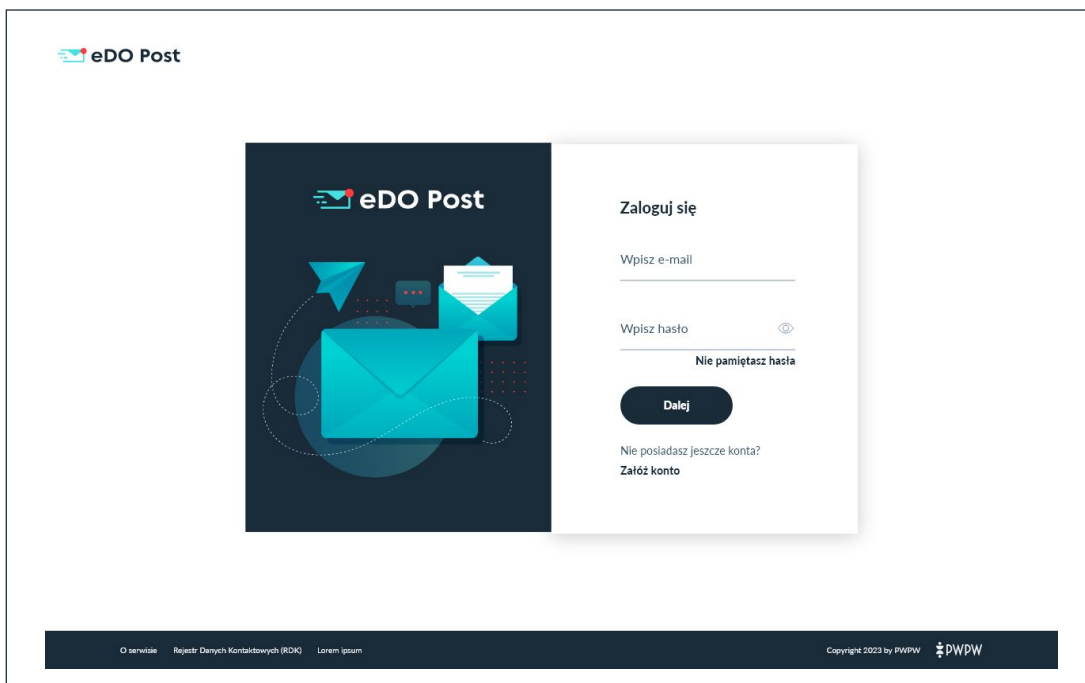 eDO Post
eDO Post
Zaloguj się
Wpisz e-mail
Wpisz hasło
Nie pamiętasz hasła
Dalej
Nie posiadasz jeszcze konta?
Załóż konto
O serwisie Rejestr Danych Kontaktowych (RDK) Lorem ipsum Copyright 2023 by PWPW PWPW